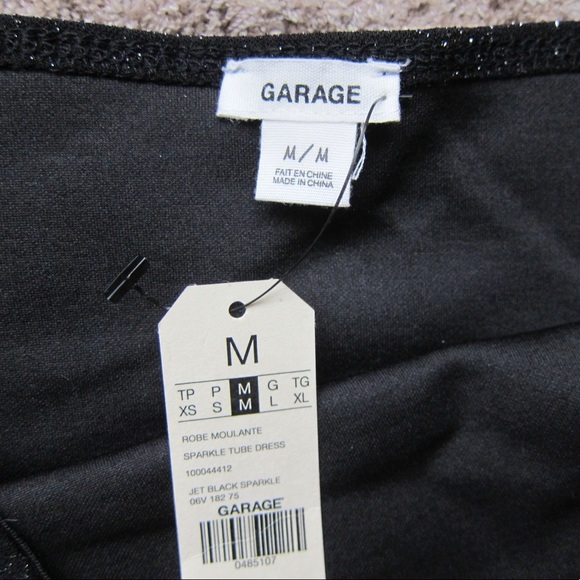 GARAGE
M/M
FAIT EN CHINE
MADE IN CHINA
M
TP P M G TG
XS S M L XL
ROBE MOULANTE
SPARKLE TUBE DRESS
100044412
JET BLACK SPARKLE
06V 182 75
GARAGE
0485107